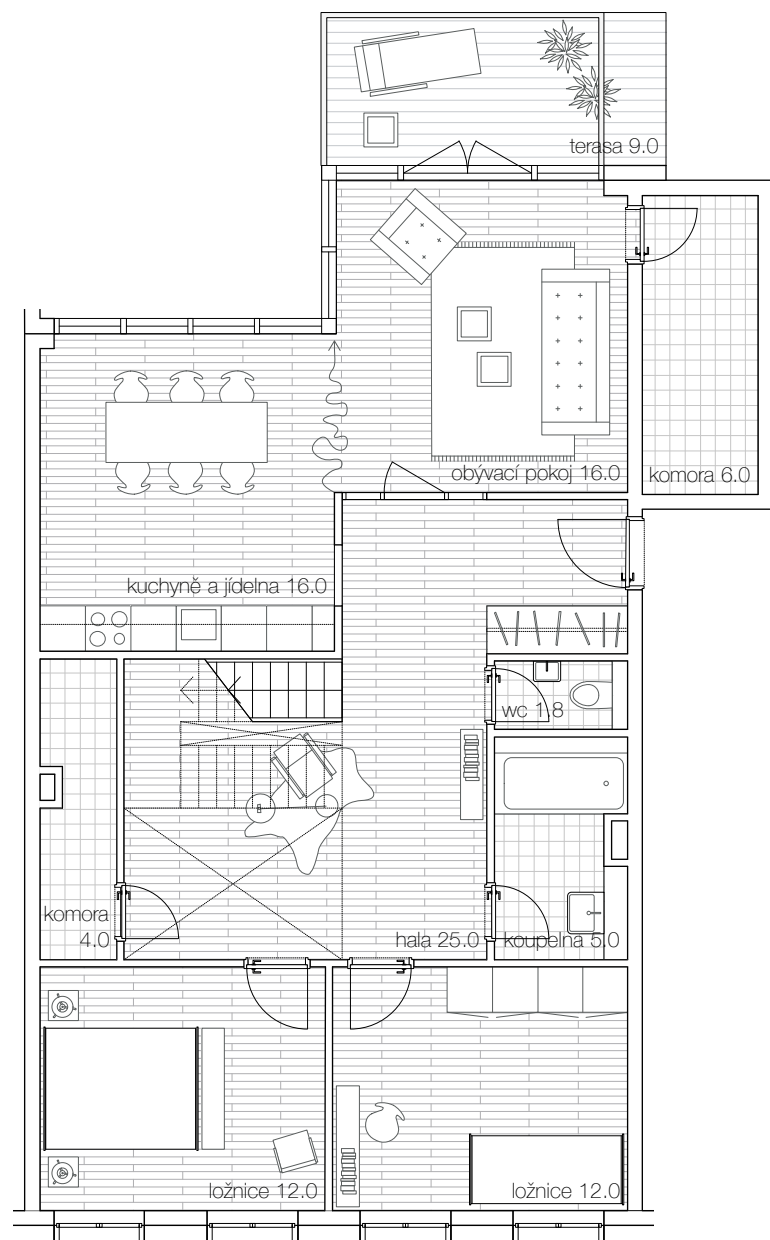 terasa 9.0
obývací pokoj 16.0
komora 6.0
kuchyně a jídelna 16.0
wc 1.8
komora
4.0
hala 25.0
koupelna 5.0
ložnice 12.0
ložnice 12.0